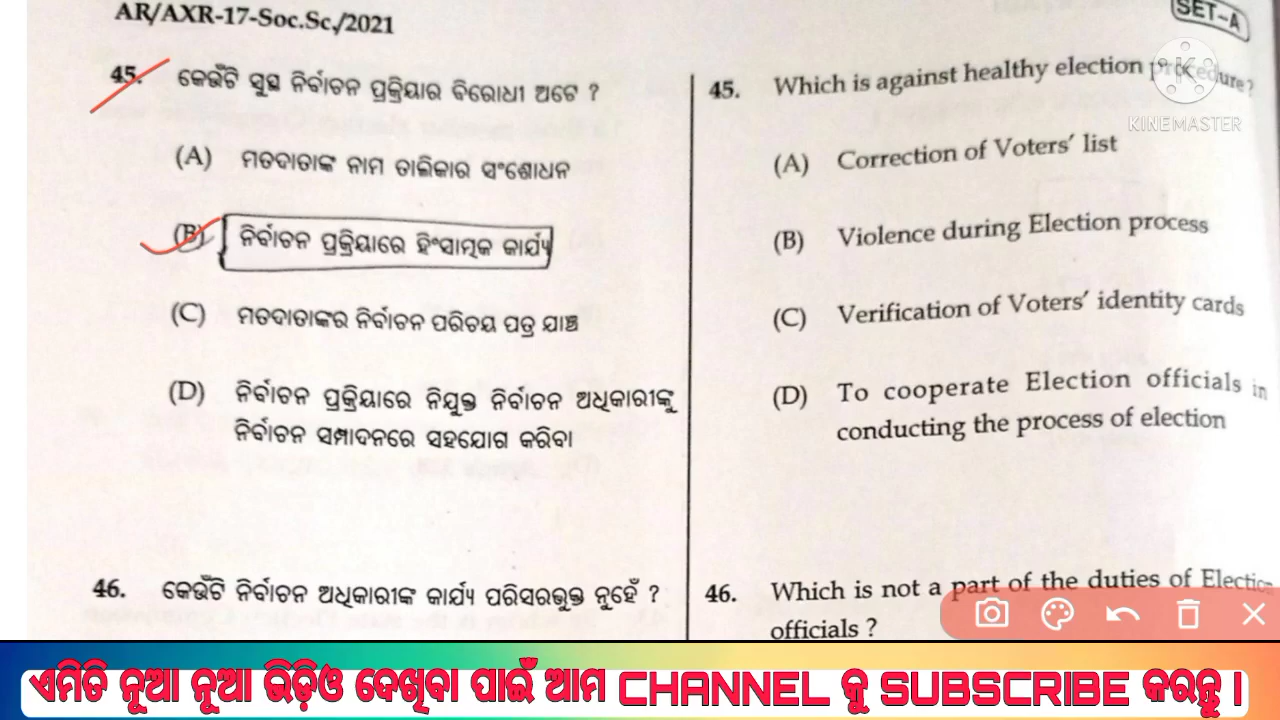 AR/AXR-17-Soc.Sc./2021
SET-A
45. କେଉଁଟି ସୁସ୍ଥ ନିର୍ବାଚନ ପ୍ରକ୍ରିୟାର ବିରୋଧୀ ଅଟେ ?
(A) ମତଦାତାଙ୍କ ନାମ ତାଲିକାର ସଂଶୋଧନ
(B) ନିର୍ବାଚନ ପ୍ରକ୍ରିୟାରେ ହିଂସାତ୍ମକ କାର୍ଯ୍ୟ
(C) ମତଦାତାଙ୍କର ନିର୍ବାଚନ ପରିଚୟ ପତ୍ର ଯାଞ୍ଚ
(D) ନିର୍ବାଚନ ପ୍ରକ୍ରିୟାରେ ନିଯୁକ୍ତ ନିର୍ବାଚନ ଅଧିକାରୀଙ୍କୁ
ନିର୍ବାଚନ ସମ୍ପାଦନରେ ସହଯୋଗ କରିବା
46. କେଉଁଟି ନିର୍ବାଚନ ଅଧିକାରୀଙ୍କ କାର୍ଯ୍ୟ ପରିସରଭୁକ୍ତ ନୁହେଁ ?
45. Which is against healthy election procedure?
KINEMASTER
(A) Correction of Voters' list
(B) Violence during Election process
(C) Verification of Voters' identity cards
(D) To cooperate Election officials in
conducting the process of election
46. Which is not a part of the duties of Election
officials ?
ଏମିତି ନୂଆ ନୂଆ ଭିଡ଼ିଓ ଦେଖିବା ପାଇଁ ଆମ CHANNEL କୁ SUBSCRIBE କରନ୍ତୁ ।